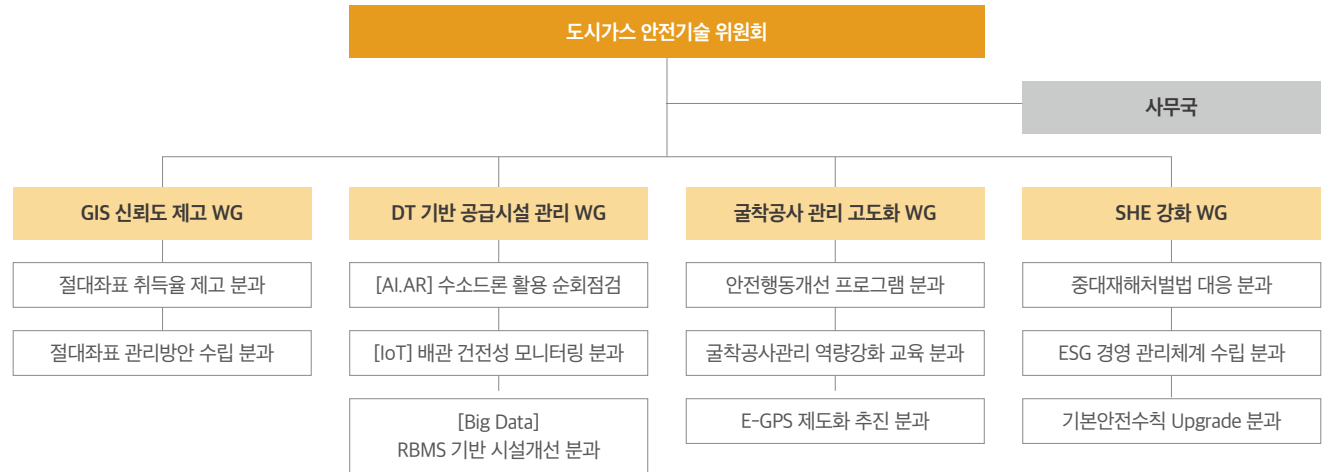 도시가스 안전기술 위원회
사무국
GIS 신뢰도 제고 WG
절대좌표 취득율 제고 분과
절대좌표 관리방안 수립 분과
DT 기반 공급시설 관리 WG
[AI.AR] 수소드론 활용 순회점검
[IoT] 배관 건전성 모니터링 분과
[Big Data]
RBMS 기반 시설개선 분과
굴착공사 관리 고도화 WG
안전행동개선 프로그램 분과
굴착공사관리 역량강화 교육 분과
E-GPS 제도화 추진 분과
SHE 강화 WG
중대재해처벌법 대응 분과
ESG 경영 관리체계 수립 분과
기본안전수칙 Upgrade 분과